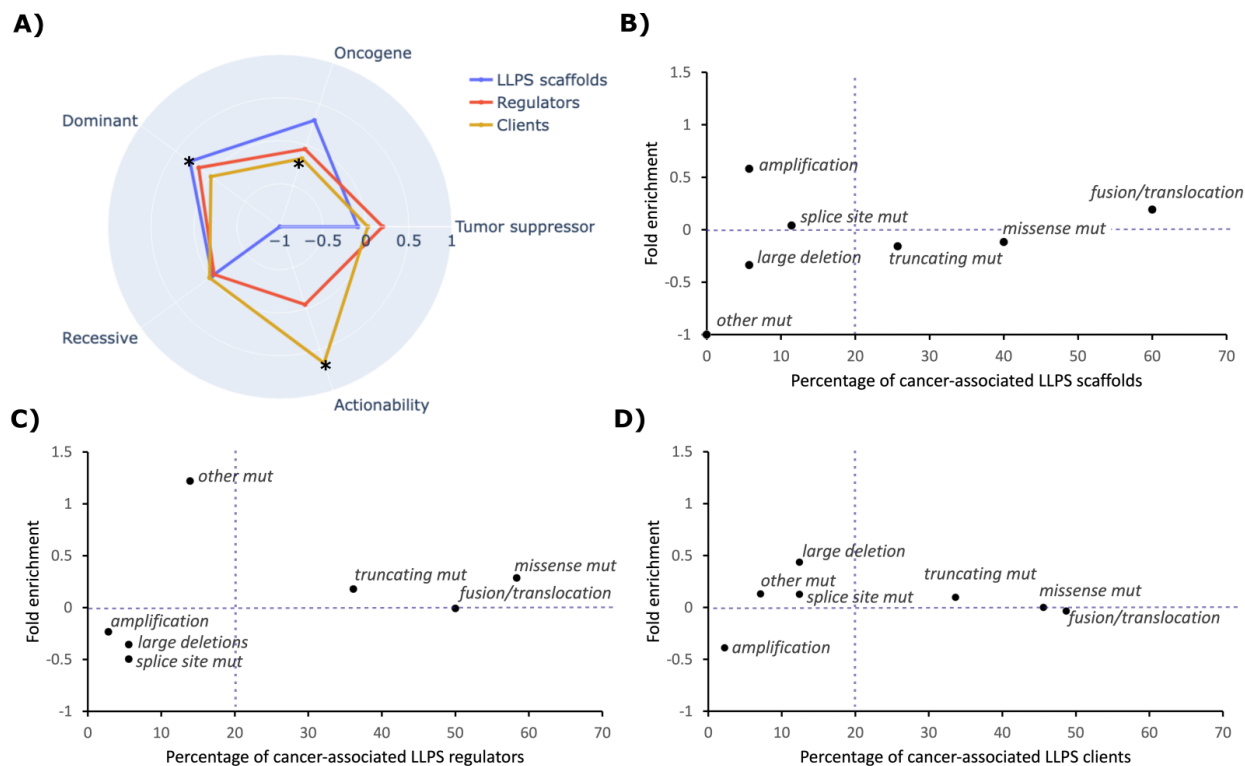 A)
Oncogene
LLPS scaffolds
Regulators
Clients
Dominant
*
*
−1
−0.5
0
0.5
1
Tumor suppressor
Recessive
*
Actionability
B)
Fold enrichment
1.5
1
0.5
0
-0.5
-1
amplification
fusion/translocation
splice site mut
missense mut
large deletion
truncating mut
other mut
0 10 20 30 40 50 60 70
Percentage of cancer-associated LLPS scaffolds
C)
Fold enrichment
1.5
1
0.5
0
-0.5
-1
other mut
truncating mut
missense mut
fusion/translocation
amplification
large deletions
splice site mut
0 10 20 30 40 50 60 70
Percentage of cancer-associated LLPS regulators
D)
Fold enrichment
1.5
1
0.5
0
-0.5
-1
large deletion
other mut
truncating mut
splice site mut
missense mut
fusion/translocation
amplification
0 10 20 30 40 50 60 70
Percentage of cancer-associated LLPS clients